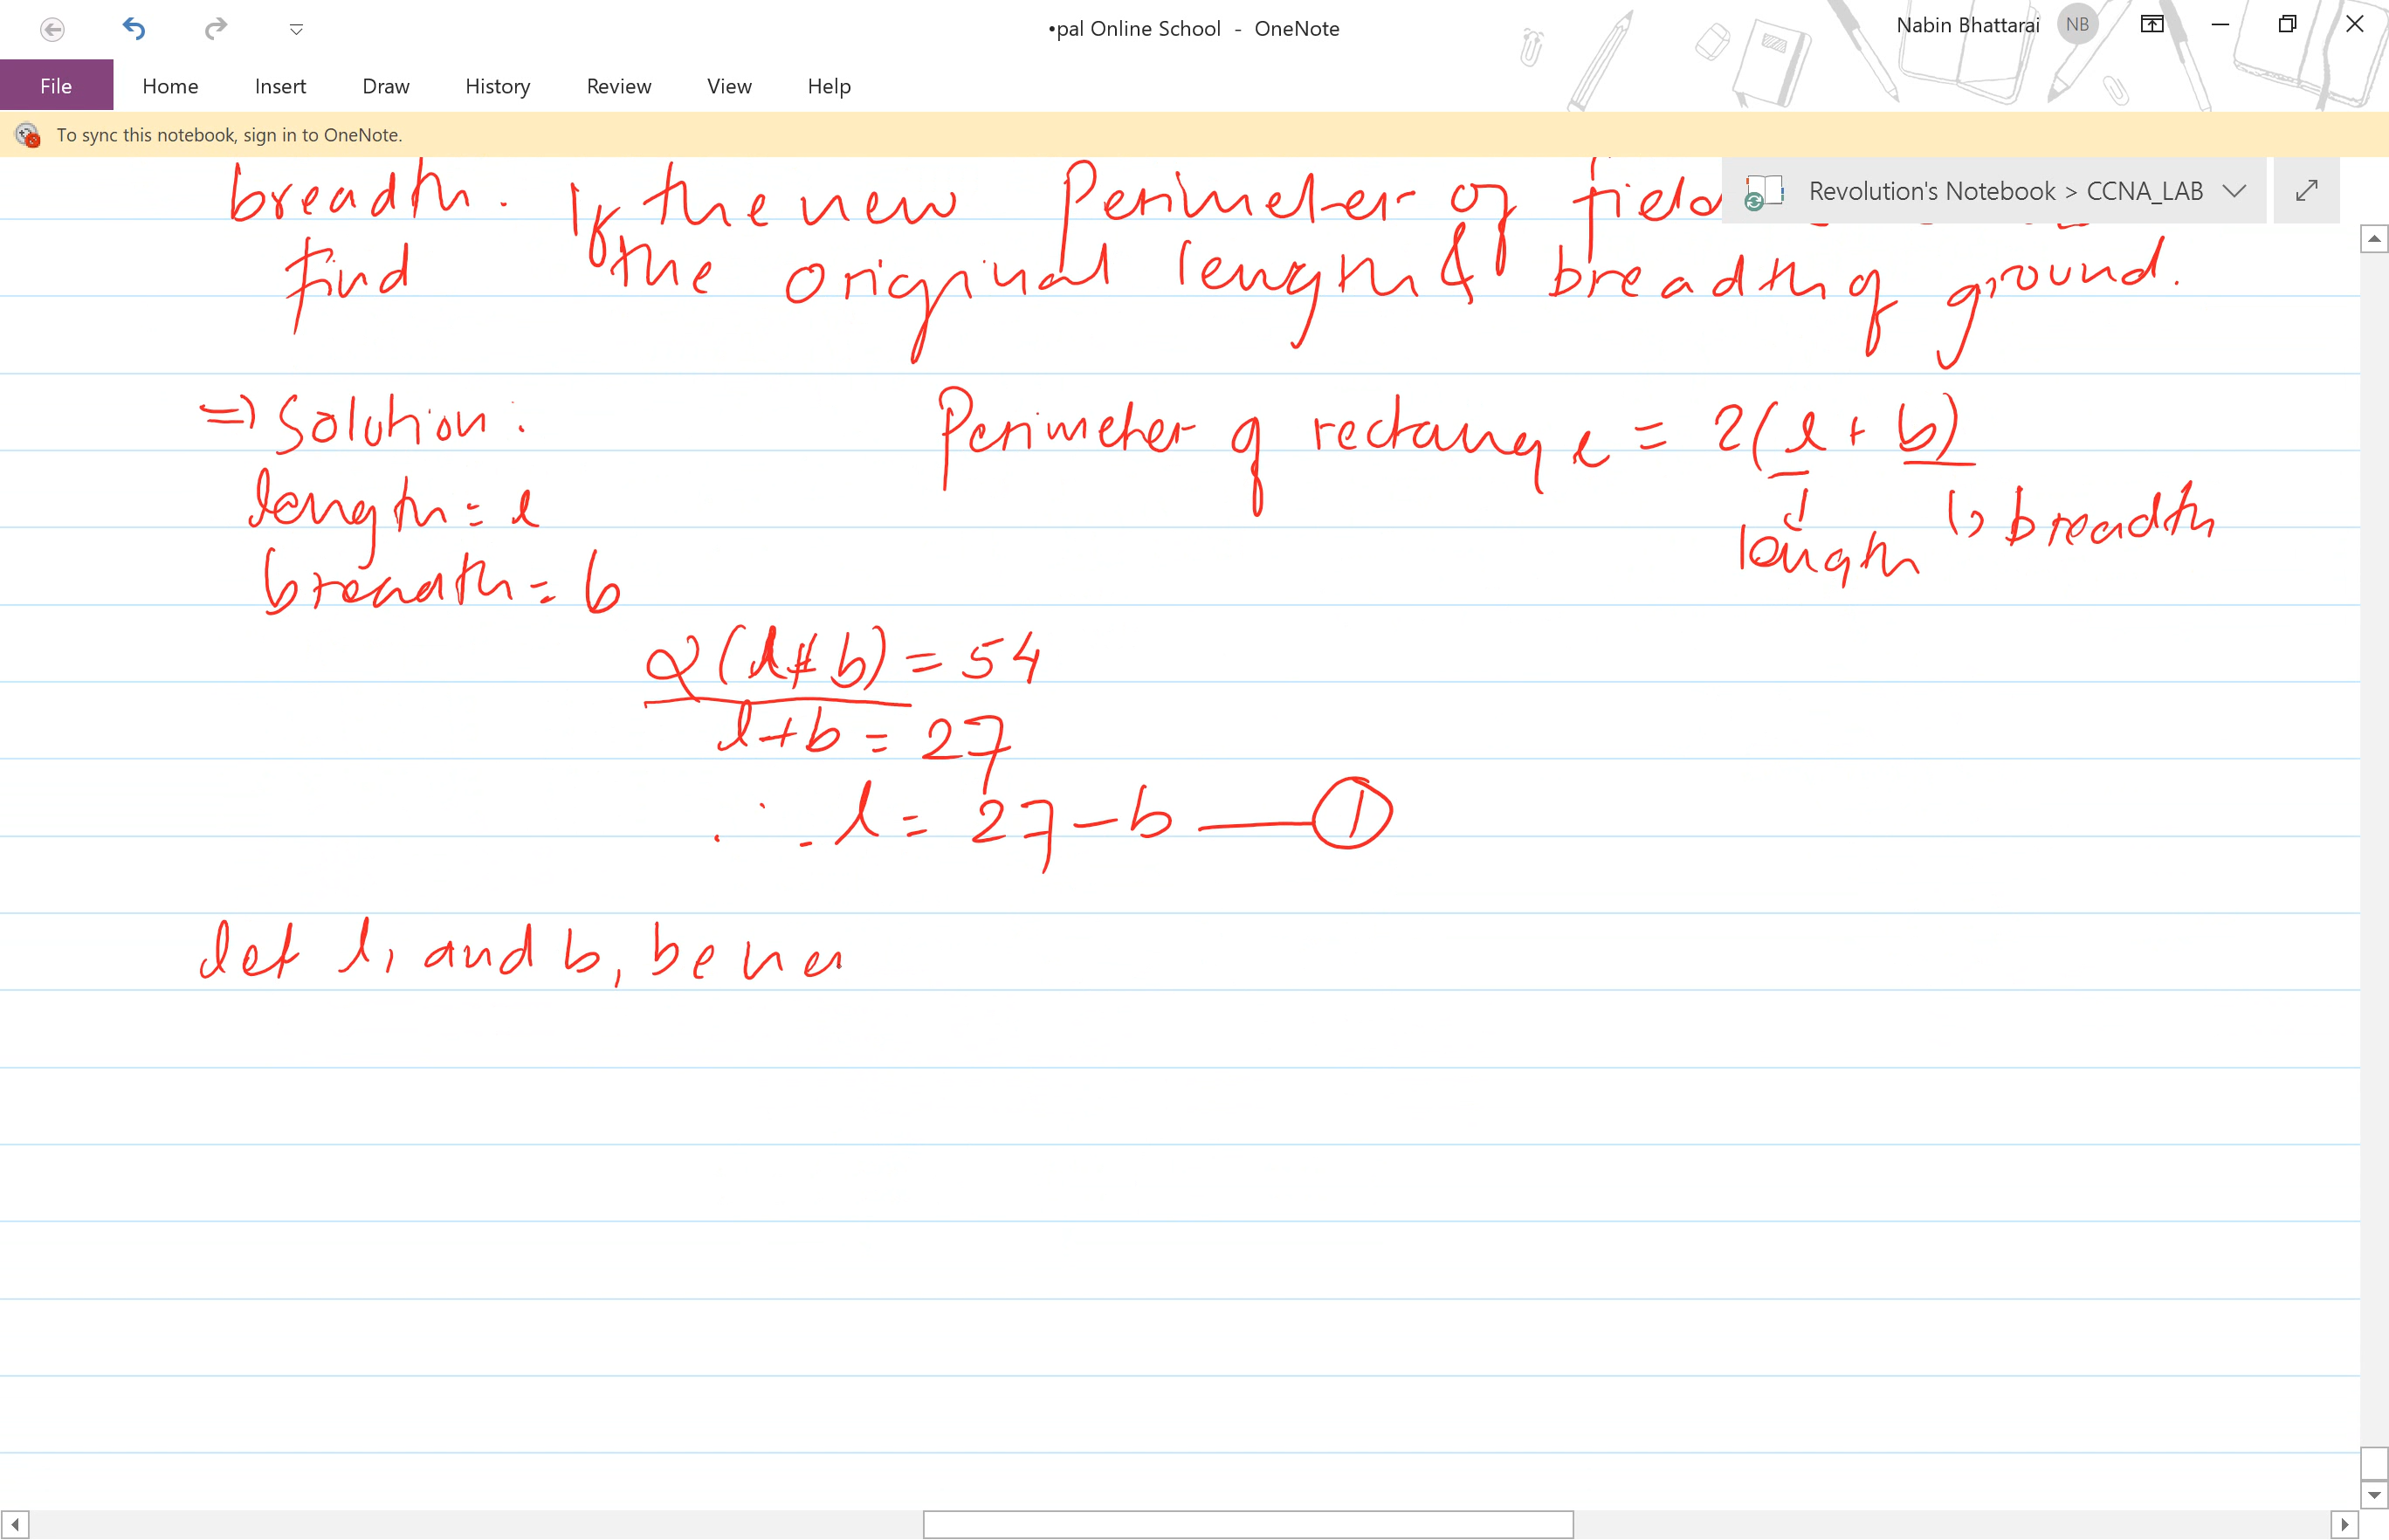 •pal Online School - OneNote
Nabin Bhattarai NB
File Home Insert Draw History Review View Help
To sync this notebook, sign in to OneNote.
Revolution's Notebook > CCNA_LAB
breadth. If the new Perimeter of field
find the original length & breadth of ground.
=> Solution:
Perimeter of rectangle = 2(l + b)
length = l
length breadth
breadth = b
2(l+b) = 54
l+b = 27
∴ l = 27-b — 1
let l₁ and b₁ be new